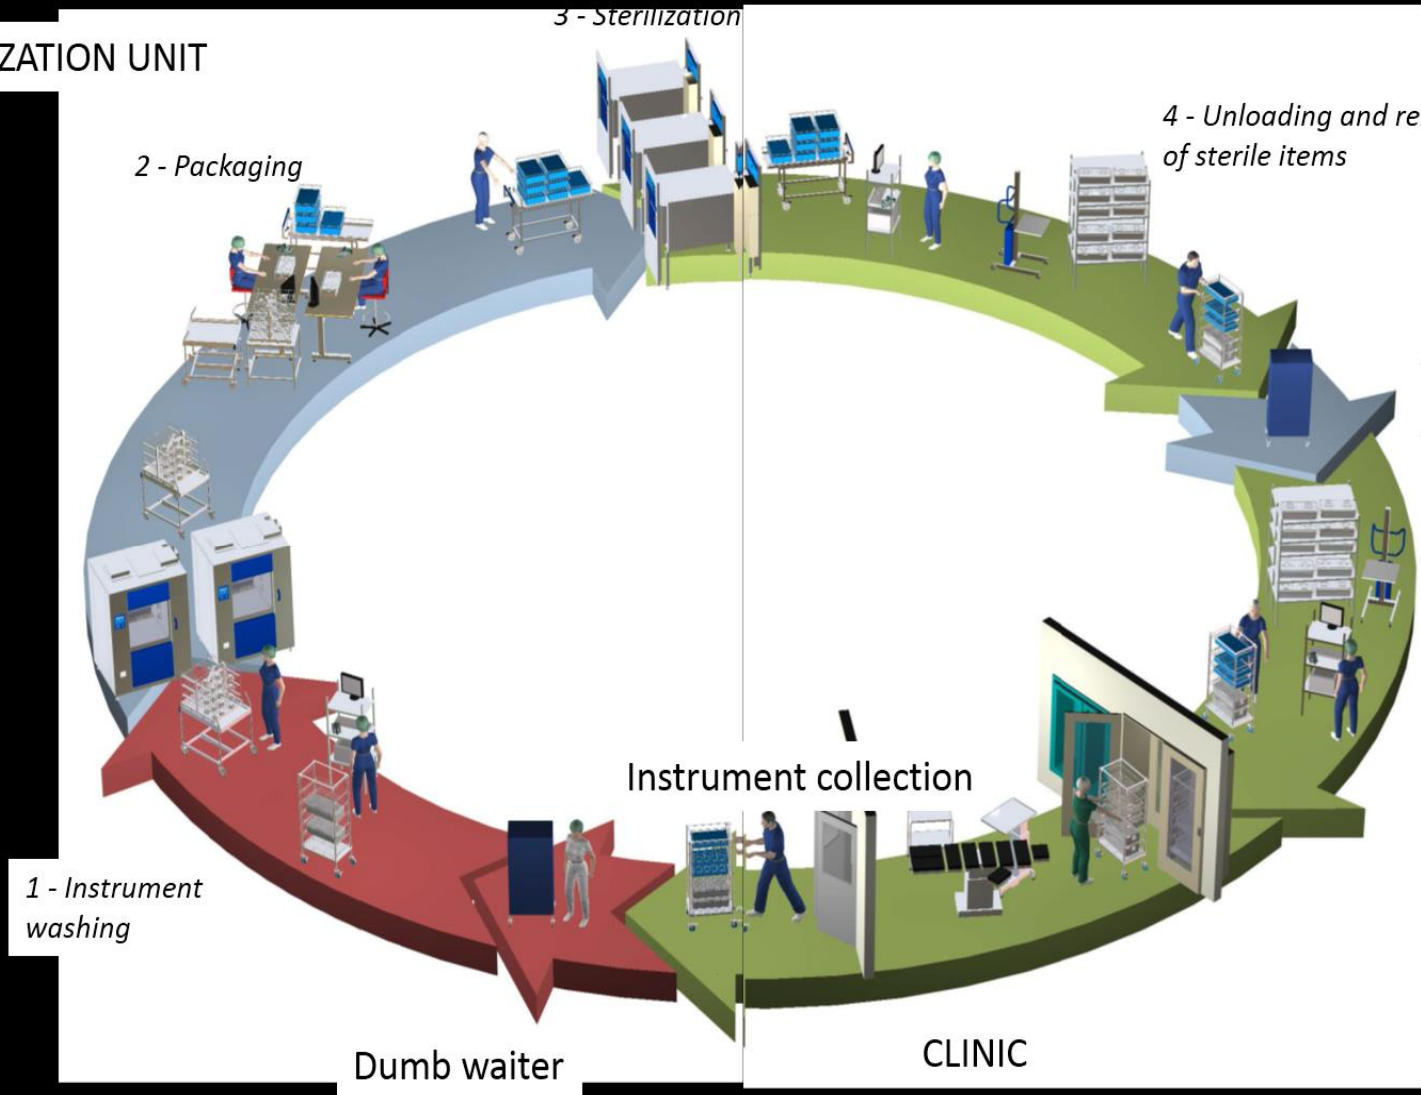 3 - Sterilization
ZATION UNIT
4 - Unloading and re
of sterile items
2 - Packaging
Instrument collection
1 - Instrument
washing
CLINIC
Dumb waiter